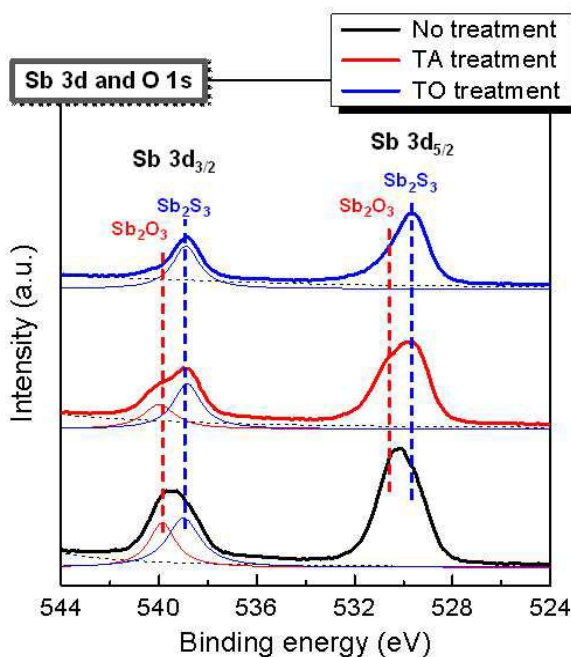 No treatment
TA treatment
TO treatment
Sb 3d and O 1s
Sb 3d3/2
Sb 3d5/2
Sb2O3
Sb2S3
Sb2O3
Sb2S3
Intensity (a.u.)
544 540 536 532 528 524
Binding energy (eV)